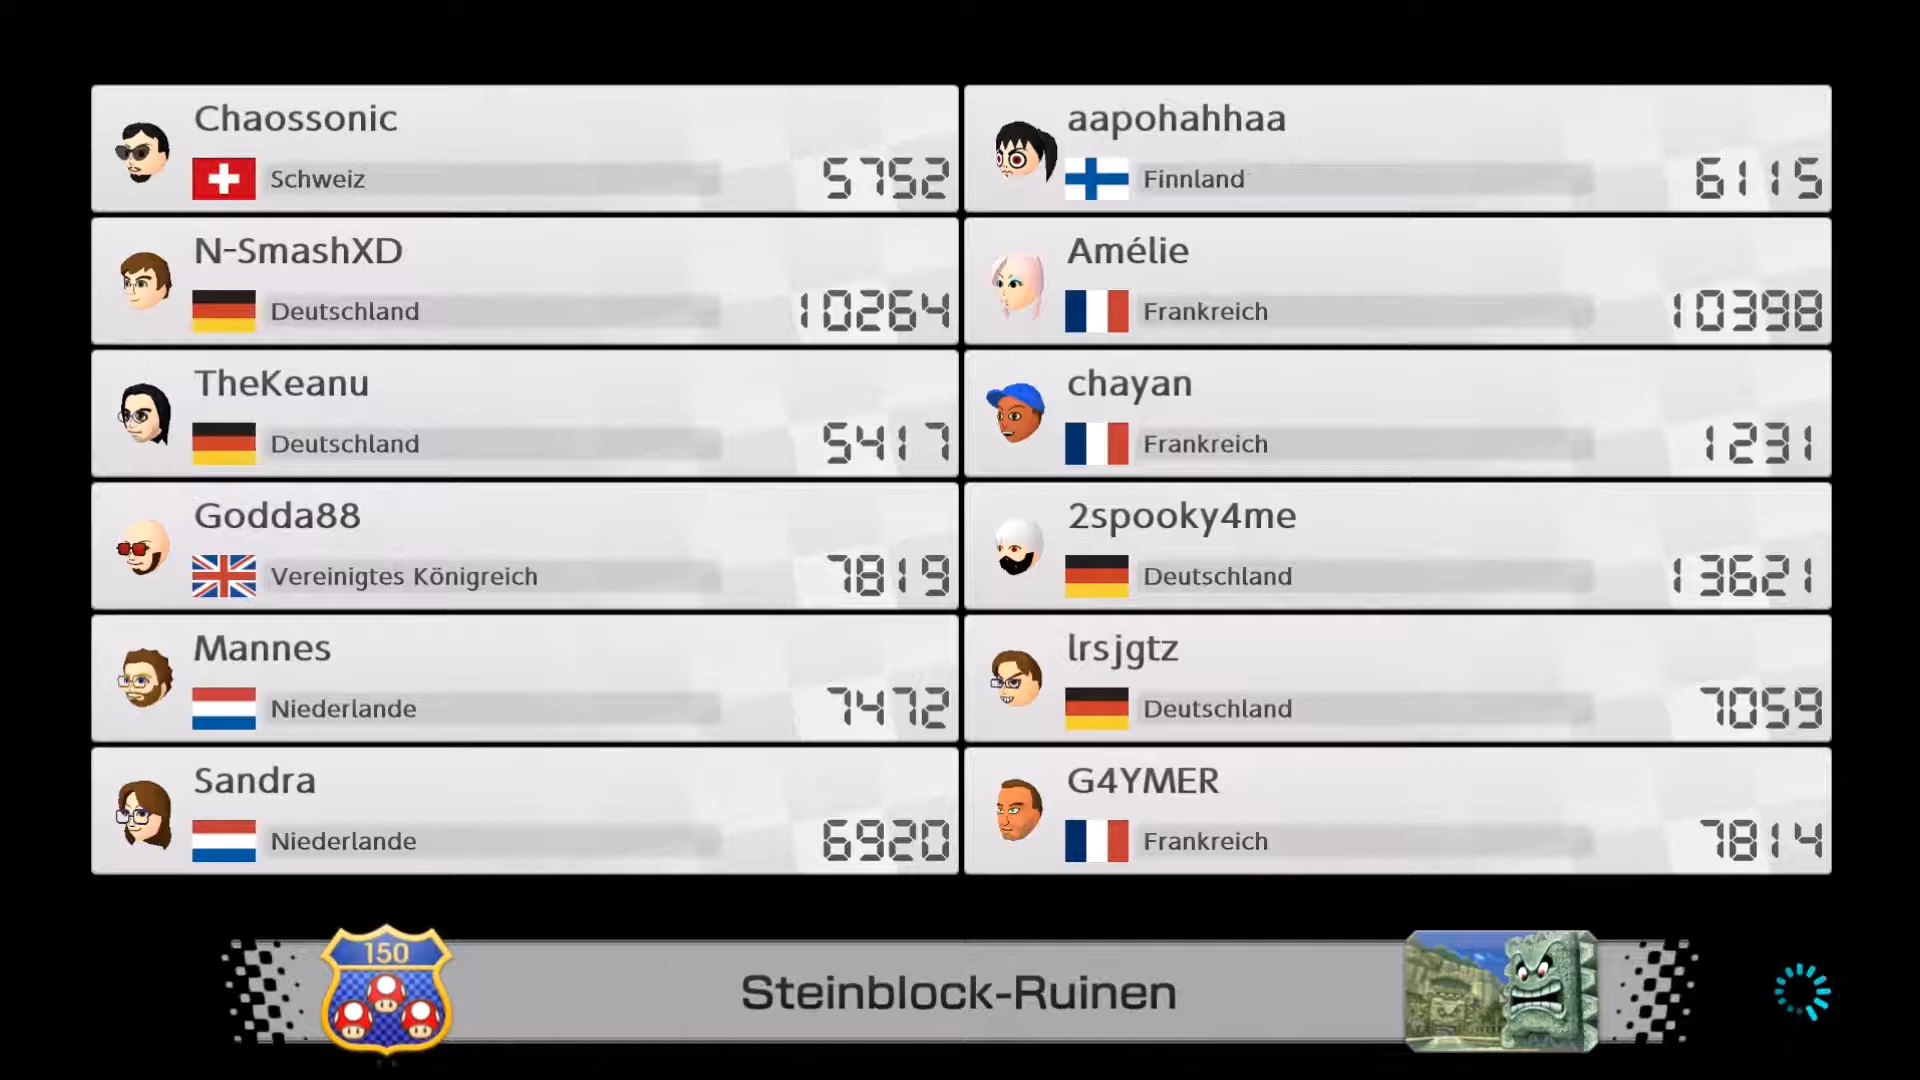 Chaossonic
Schweiz
5752
aapohahhaa
Finnland
6115
N-SmashXD
Deutschland
10264
Amélie
Frankreich
10398
TheKeanu
Deutschland
5417
chayan
Frankreich
1231
Godda88
Vereinigtes Königreich
7819
2spooky4me
Deutschland
13621
Mannes
Niederlande
7472
lrsjgtz
Deutschland
7059
Sandra
Niederlande
6920
G4YMER
Frankreich
7814
150
Steinblock-Ruinen